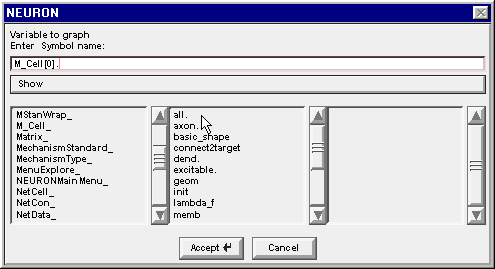 NEURON
Variable to graph
Enter Symbol name:
M_Cell[0].
Show
MStanWrap_
M_Cell_
Matrix_
MechanismStandard_
MechanismType_
MenuExplore_
NEURONMainMenu_
NetCell_
NetCon_
NetData_
all.
axon.
basic_shape
connect2target
dend.
excitable.
geom
init
lambda_f
memb
Accept
Cancel